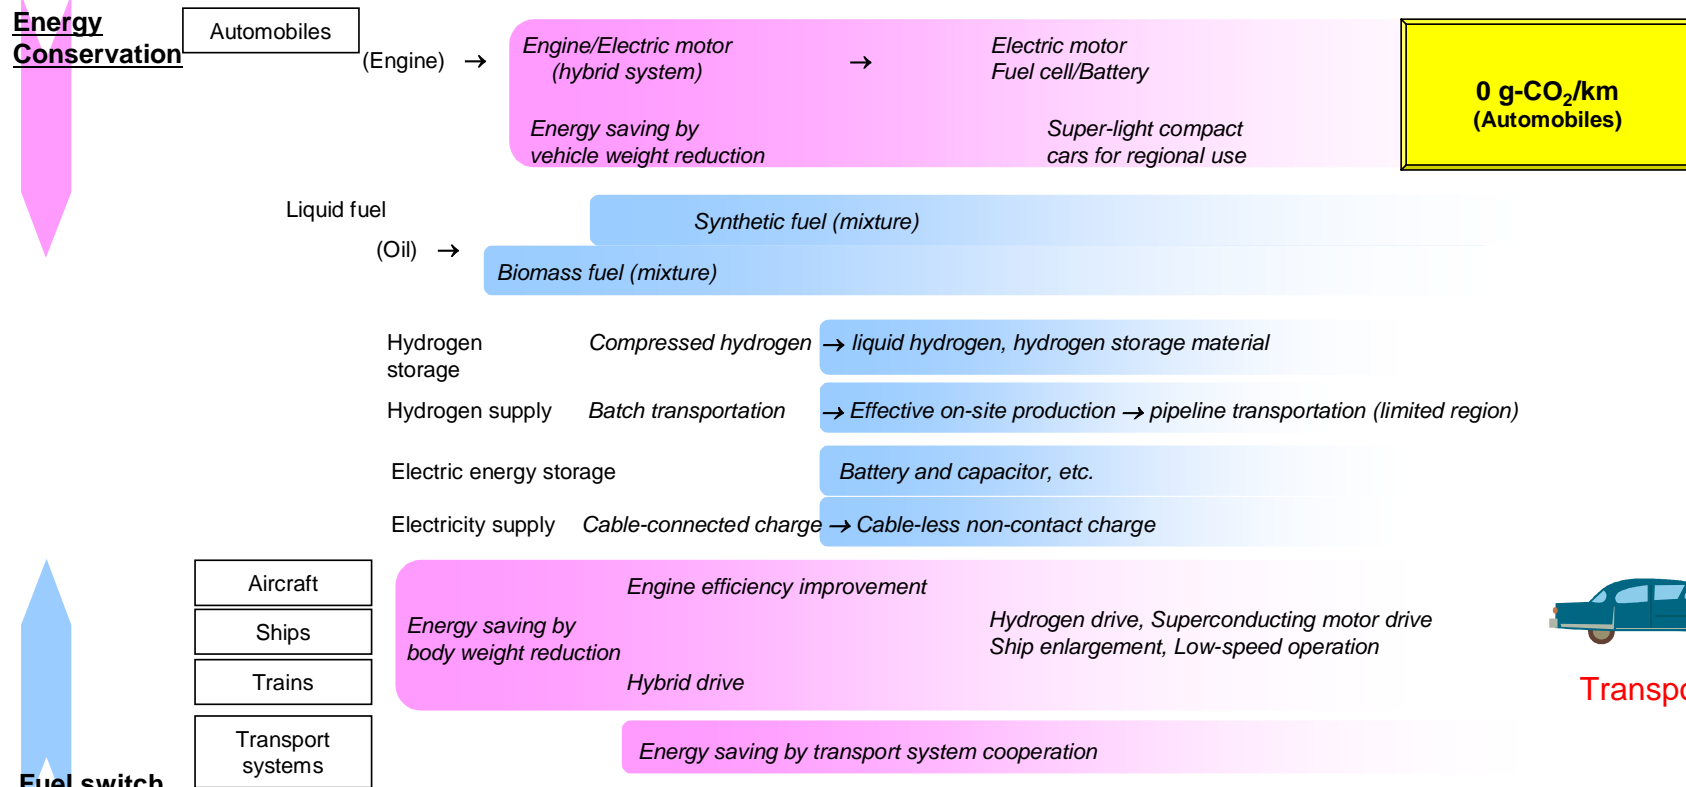 Energy
Conservation
Automobiles
(Engine) →
Engine/Electric motor
(hybrid system)
→
Electric motor
Fuel cell/Battery
Energy saving by
vehicle weight reduction
Super-light compact
cars for regional use
0 g-CO₂/km
(Automobiles)
Liquid fuel
(Oil) →
Synthetic fuel (mixture)
Biomass fuel (mixture)
Hydrogen
storage
Compressed hydrogen → liquid hydrogen, hydrogen storage material
Hydrogen supply Batch transportation → Effective on-site production → pipeline transportation (limited region)
Electric energy storage Battery and capacitor, etc.
Electricity supply Cable-connected charge → Cable-less non-contact charge
Aircraft
Ships
Trains
Energy saving by
body weight reduction
Engine efficiency improvement
Hydrogen drive, Superconducting motor drive
Ship enlargement, Low-speed operation
Hybrid drive
Transpo
Transport
systems
Energy saving by transport system cooperation
Fuel switch